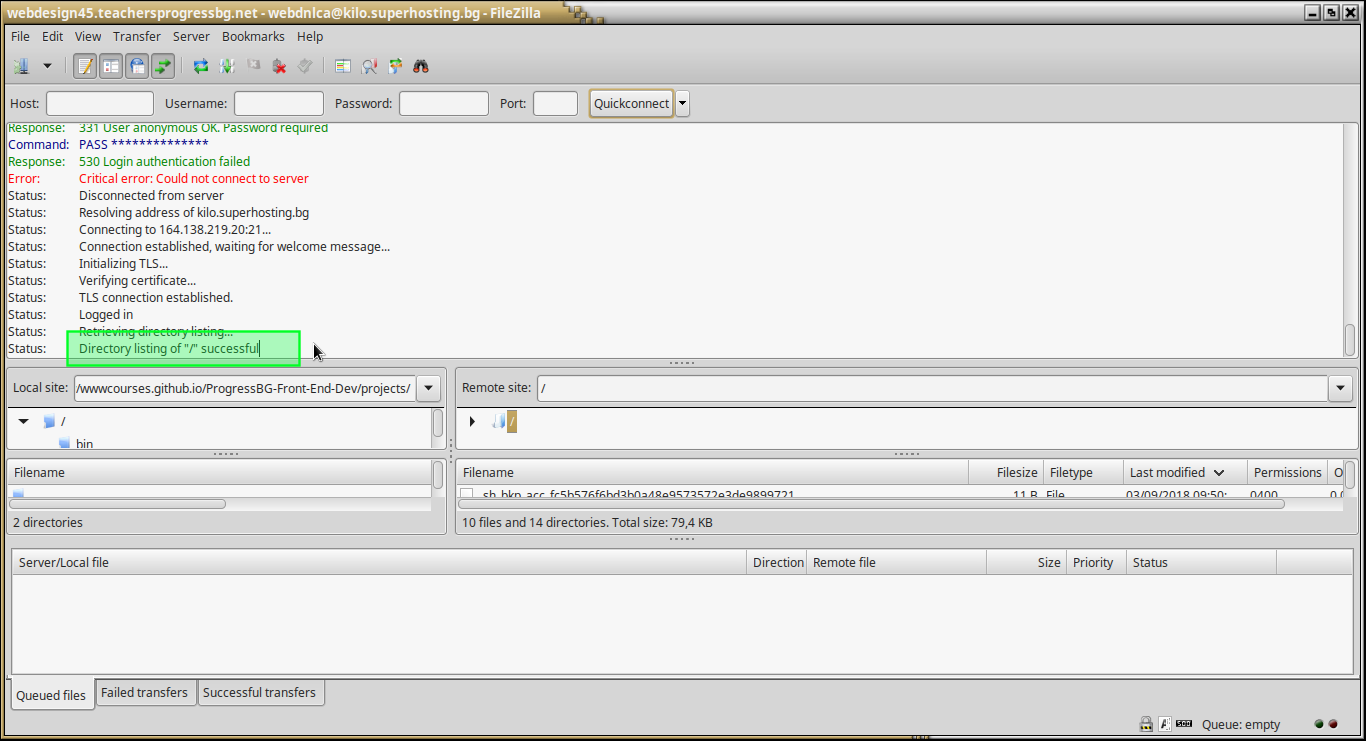 webdesign45.teachersprogressbg.net - webdnlca@kilo.superhosting.bg - FileZilla
File Edit View Transfer Server Bookmarks Help
Host: Username: Password: Port: Quickconnect
Response: 331 User anonymous OK. Password required
Command: PASS **************
Response: 530 Login authentication failed
Error: Critical error: Could not connect to server
Status: Disconnected from server
Status: Resolving address of kilo.superhosting.bg
Status: Connecting to 164.138.219.20:21...
Status: Connection established, waiting for welcome message...
Status: Initializing TLS...
Status: Verifying certificate...
Status: TLS connection established.
Status: Logged in
Status: Retrieving directory listing...
Status: Directory listing of "/" successful
Local site: /wwwcourses.github.io/ProgressBG-Front-End-Dev/projects/
Remote site: /
/
bin
/
Filename
2 directories
Filename Filesize Filetype Last modified Permissions O
sh_bkp_acc_fc5b576f6bd3b0a48e9573572e3de9899721 11 B File 03/09/2018 09:50: 0400 0 0
10 files and 14 directories. Total size: 79,4 KB
Server/Local file Direction Remote file Size Priority Status
Queued files Failed transfers Successful transfers
Queue: empty